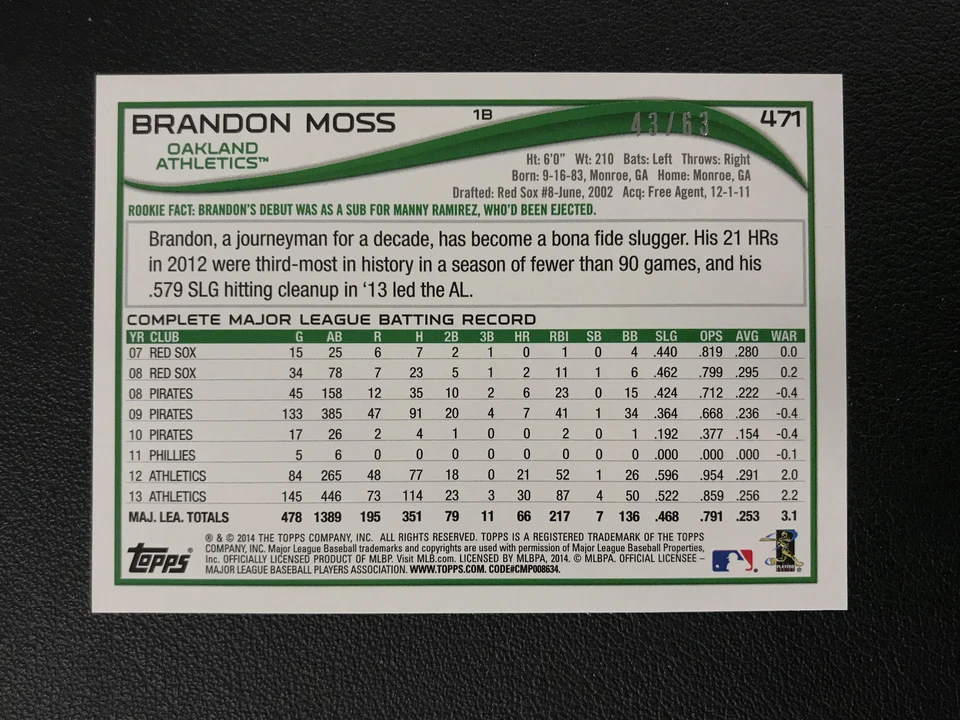 BRANDON MOSS 1B 43/63 471
OAKLAND
ATHLETICS™
Ht: 6'0" Wt: 210 Bats: Left Throws: Right
Born: 9-16-83, Monroe, GA Home: Monroe, GA
Drafted: Red Sox #8-June, 2002 Acq: Free Agent, 12-1-11
ROOKIE FACT: BRANDON'S DEBUT WAS AS A SUB FOR MANNY RAMIREZ, WHO'D BEEN EJECTED.
Brandon, a journeyman for a decade, has become a bona fide slugger. His 21 HRs
in 2012 were third-most in history in a season of fewer than 90 games, and his
.579 SLG hitting cleanup in '13 led the AL.
COMPLETE MAJOR LEAGUE BATTING RECORD
YR CLUB G AB R H 2B 3B HR RBI SB BB SLG OPS AVG WAR
07 RED SOX 15 25 6 7 2 1 0 1 0 4 .440 .819 .280 0.0
08 RED SOX 34 78 7 23 5 1 2 11 1 6 .462 .799 .295 0.2
08 PIRATES 45 158 12 35 10 2 6 23 0 15 .424 .712 .222 -0.4
09 PIRATES 133 385 47 91 20 4 7 41 1 34 .364 .668 .236 -0.4
10 PIRATES 17 26 2 4 1 0 0 2 0 1 .192 .377 .154 -0.4
11 PHILLIES 5 6 0 0 0 0 0 0 0 0 .000 .000 .000 -0.1
12 ATHLETICS 84 265 48 77 18 0 21 52 1 26 .596 .954 .291 2.0
13 ATHLETICS 145 446 73 114 23 3 30 87 4 50 .522 .859 .256 2.2
MAJ. LEA. TOTALS 478 1389 195 351 79 11 66 217 7 136 .468 .791 .253 3.1
Topps®
® & © 2014 THE TOPPS COMPANY, INC. ALL RIGHTS RESERVED. TOPPS IS A REGISTERED TRADEMARK OF THE TOPPS
COMPANY, INC. Major League Baseball trademarks and copyrights are used with permission of Major League Baseball Properties,
Inc. OFFICIALLY LICENSED PRODUCT OF MLBP. Visit MLB.com. LICENSED BY MLBPA, 2014. © MLBPA. OFFICIAL LICENSEE –
MAJOR LEAGUE BASEBALL PLAYERS ASSOCIATION. WWW.TOPPS.COM. CODE#CMP008634.